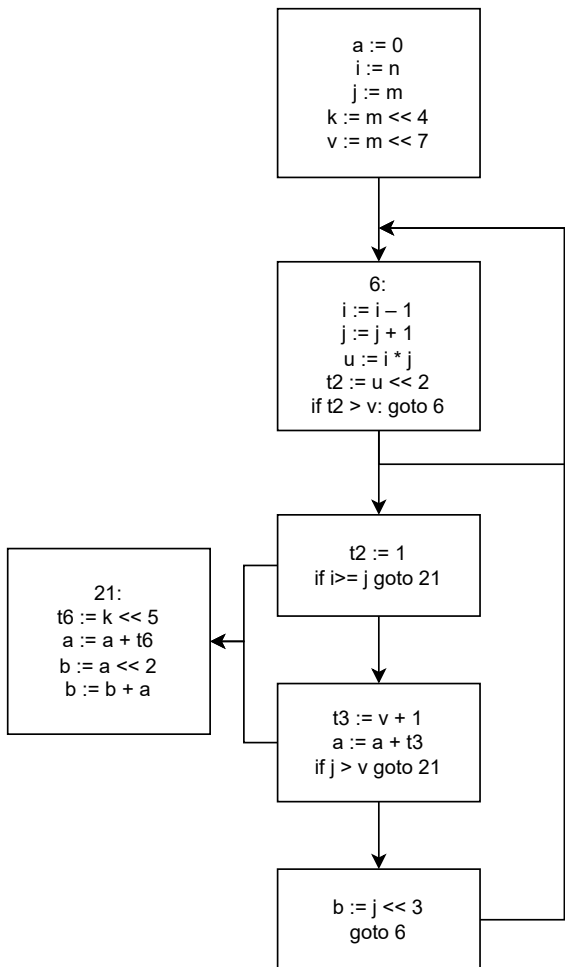 a := 0
i := n
j := m
k := m << 4
v := m << 7
6:
i := i – 1
j := j + 1
u := i * j
t2 := u << 2
if t2 > v: goto 6
t2 := 1
if i>= j goto 21
21:
t6 := k << 5
a := a + t6
b := a << 2
b := b + a
t3 := v + 1
a := a + t3
if j > v goto 21
b := j << 3
goto 6